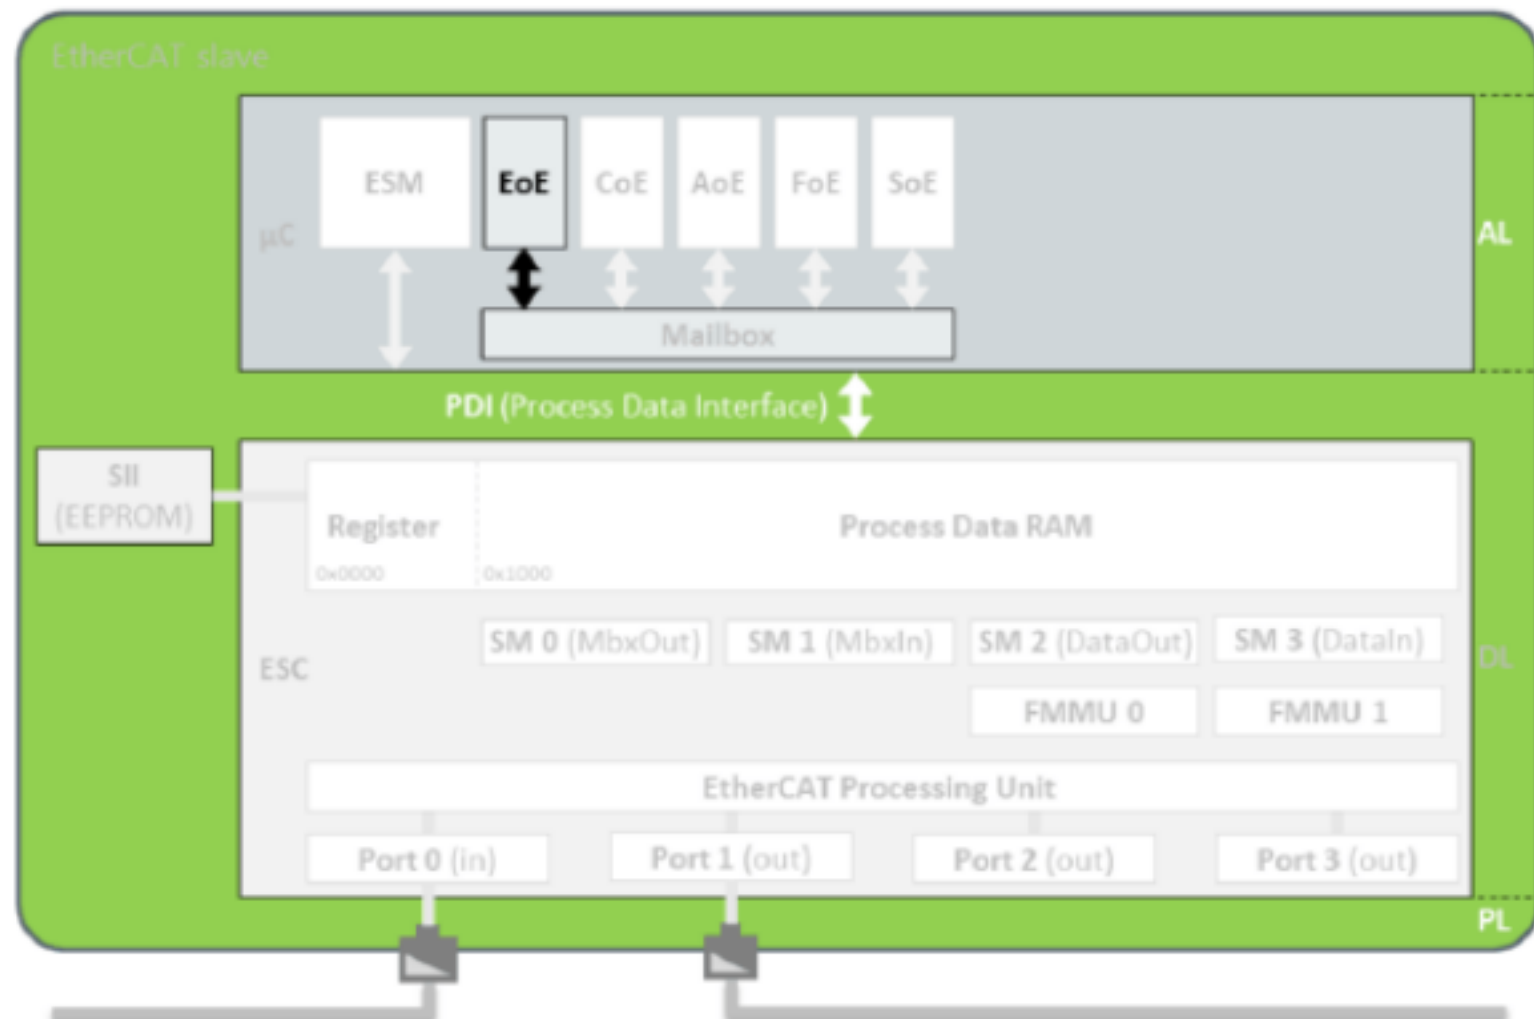 EtherCAT slave
ESM
EoE
CoE
AoE
FoE
SoE
µC
AL
Mailbox
PDI (Process Data Interface)
SII
(EEPROM)
Register
Process Data RAM
0x0000
0x1000
SM 0 (MbxOut)
SM 1 (MbxIn)
SM 2 (DataOut)
SM 3 (DataIn)
ESC
DL
FMMU 0
FMMU 1
EtherCAT Processing Unit
Port 0 (in)
Port 1 (out)
Port 2 (out)
Port 3 (out)
PL